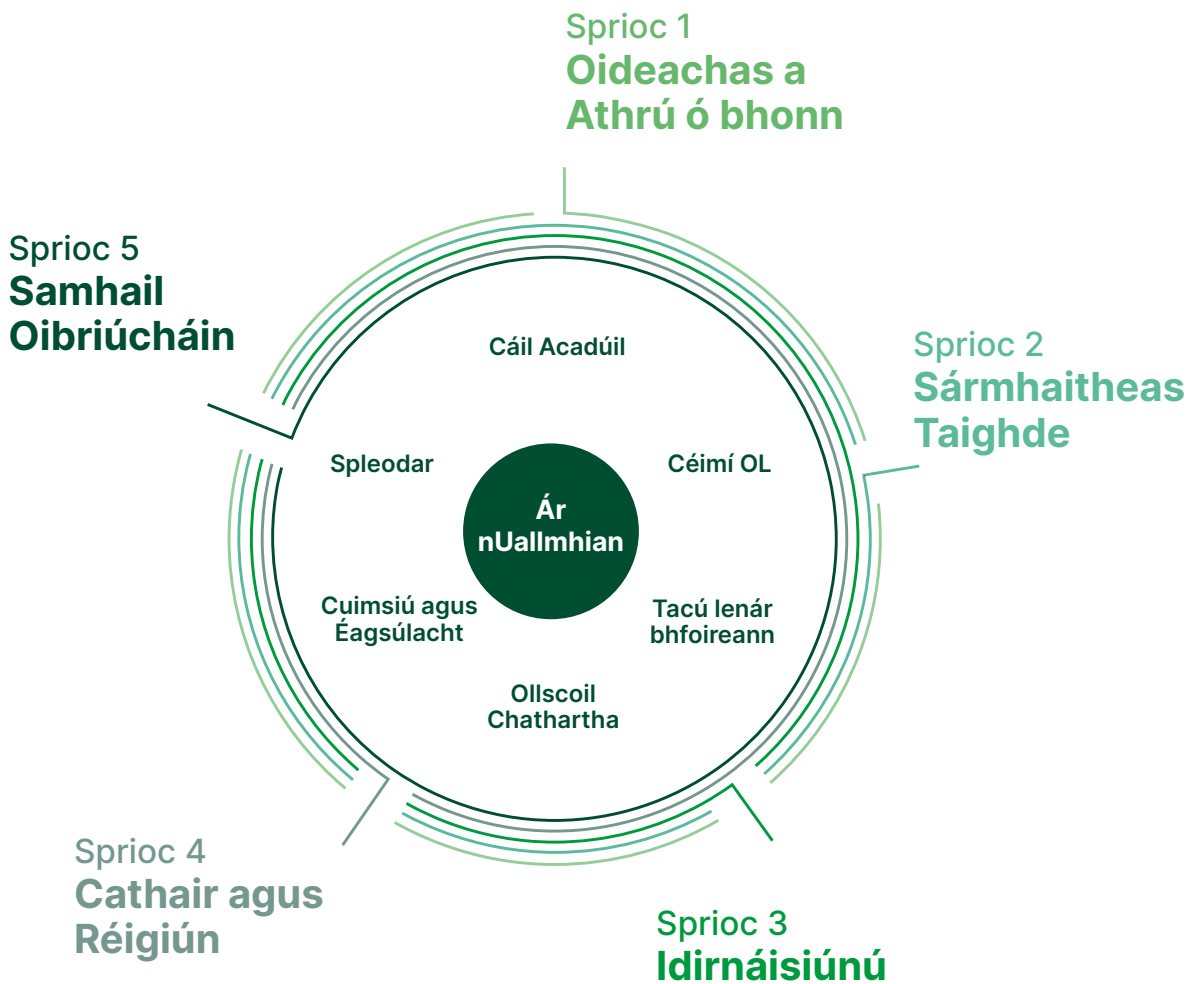 Sprioc 1
Oideachas a
Athrú ó bhonn
Sprioc 5
Samhail
Oibriúcháin
Sprioc 2
Sármhaitheas
Taighde
Cáil Acadúil
Spleodar
Céimí OL
Ár
nUallmhian
Cuimsiú agus
Éagsúlacht
Tacú lenár
bhfoireann
Ollscoil
Chathartha
Sprioc 4
Cathair agus
Réigiún
Sprioc 3
Idirnáisiúnú